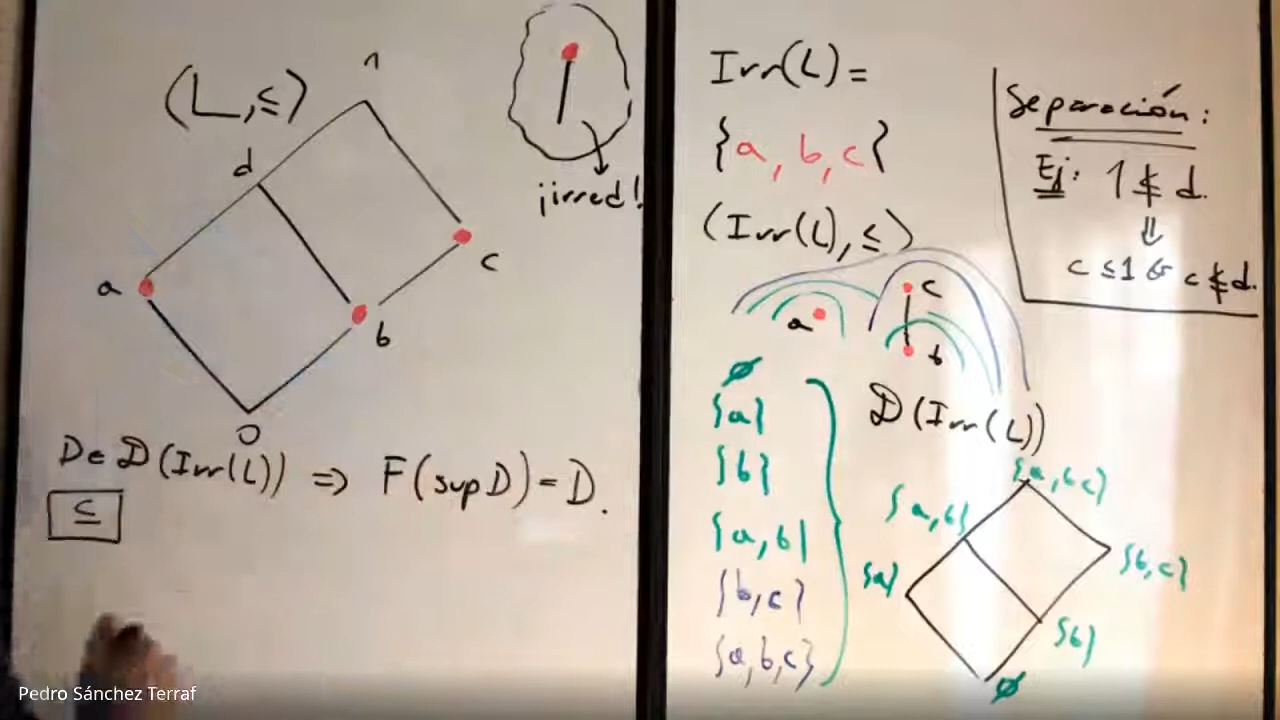 (L,≤)
1
d
a
c
b
0
¡irred!
D∈𝒟(Irr(L)) ⇒ F(sup D) = D.
⊆
Irr(L) =
{a, b, c}
(Irr(L), ≤)
a
c
b
Separación:
Ej: 1 ≰ d.
⇓
c ≤ 1 & c ≰ d.
∅
{a}
{b}
{a,b}
{b,c}
{a,b,c}
𝒟(Irr(L))
{a,b,c}
{a,b}
{b,c}
{a}
{b}
∅
Pedro Sánchez Terraf